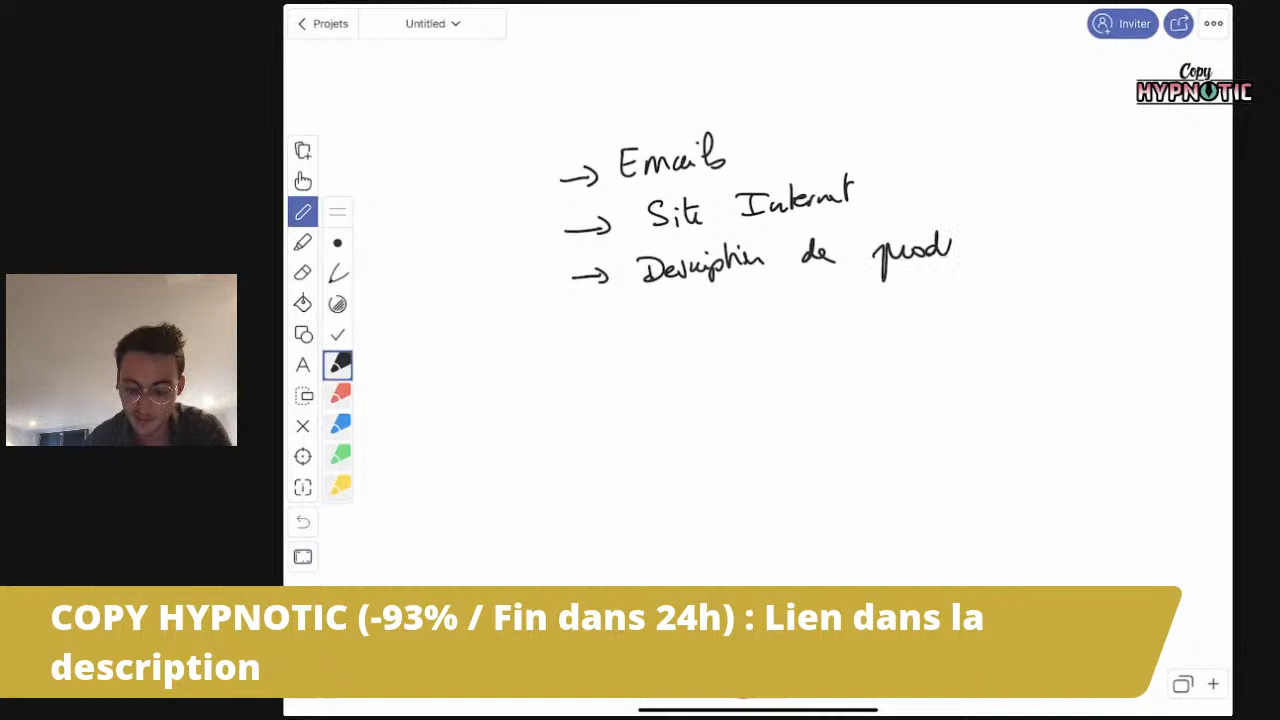 Projets
Untitled
Inviter
Copy
HYPNOTIC
→ Emails
→ Site Internet
→ Description de prod
COPY HYPNOTIC (-93% / Fin dans 24h) : Lien dans la
description